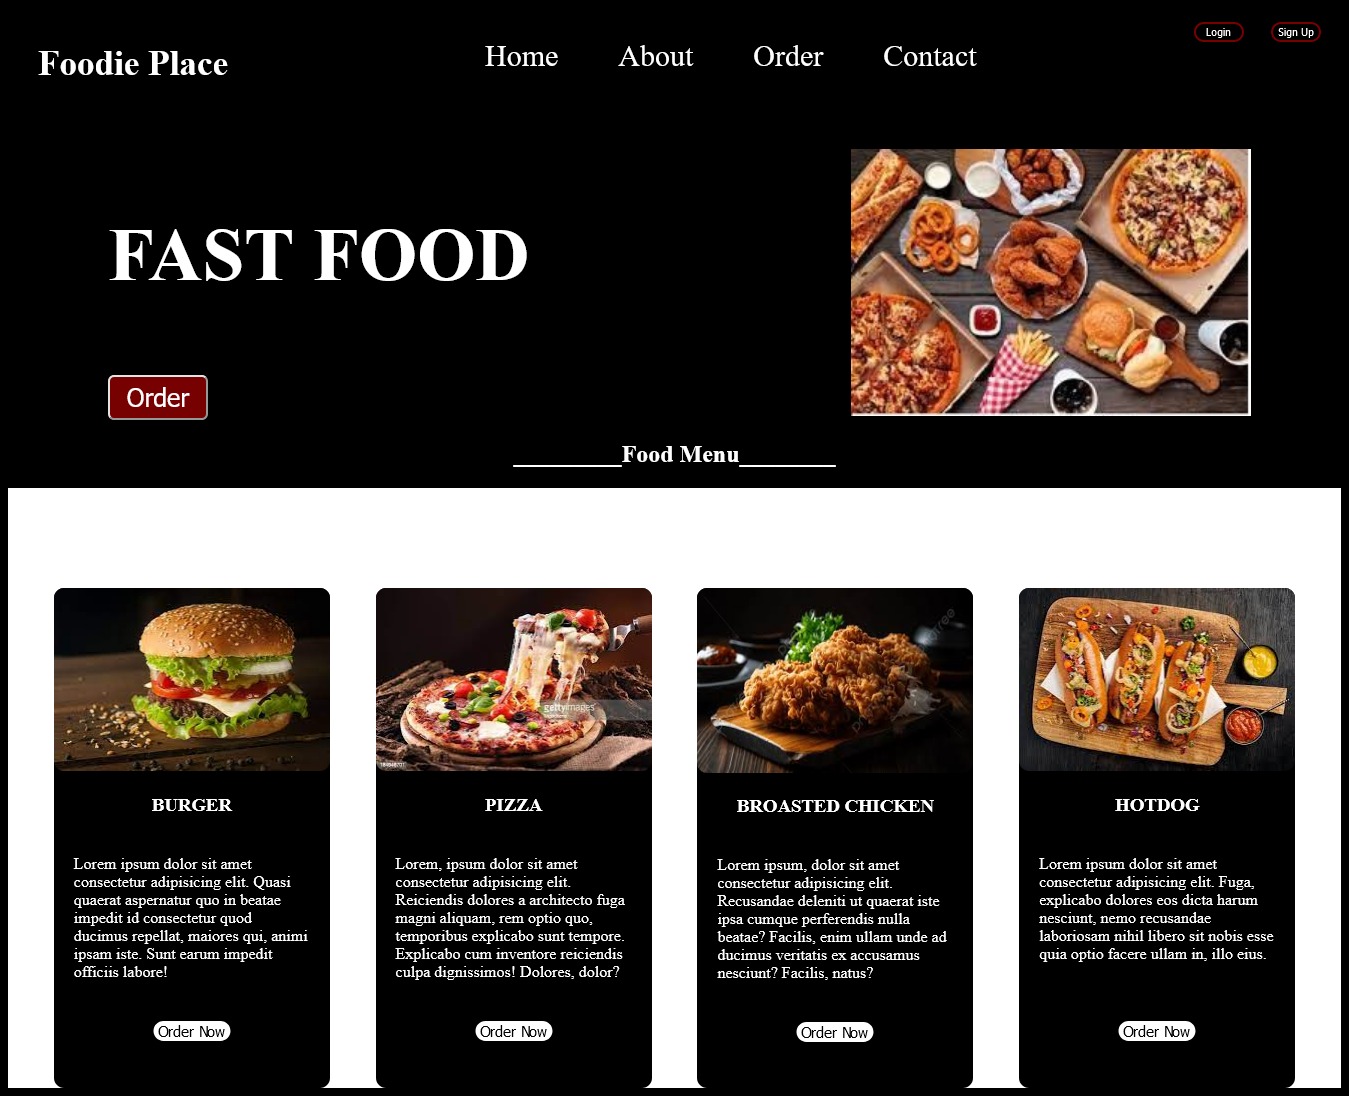 Foodie Place
Home About Order Contact
Login Sign Up
FAST FOOD
Order
Food Menu
gettyimages
BURGER
Lorem ipsum dolor sit amet
consectetur adipisicing elit. Quasi
quaerat aspernatur quo in beatae
impedit id consectetur quod
ducimus repellat, maiores qui, animi
ipsam iste. Sunt earum impedit
officiis labore!
Order Now
PIZZA
Lorem, ipsum dolor sit amet
consectetur adipisicing elit.
Reiciendis dolores a architecto fuga
magni aliquam, rem optio quo,
temporibus explicabo sunt tempore.
Explicabo cum inventore reiciendis
culpa dignissimos! Dolores, dolor?
Order Now
BROASTED CHICKEN
Lorem ipsum, dolor sit amet
consectetur adipisicing elit.
Recusandae deleniti ut quaerat iste
ipsa cumque perferendis nulla
beatae? Facilis, enim ullam unde ad
ducimus veritatis ex accusamus
nesciunt? Facilis, natus?
Order Now
HOTDOG
Lorem ipsum dolor sit amet
consectetur adipisicing elit. Fuga,
explicabo dolores eos dicta harum
nesciunt, nemo recusandae
laboriosam nihil libero sit nobis esse
quia optio facere ullam in, illo eius.
Order Now